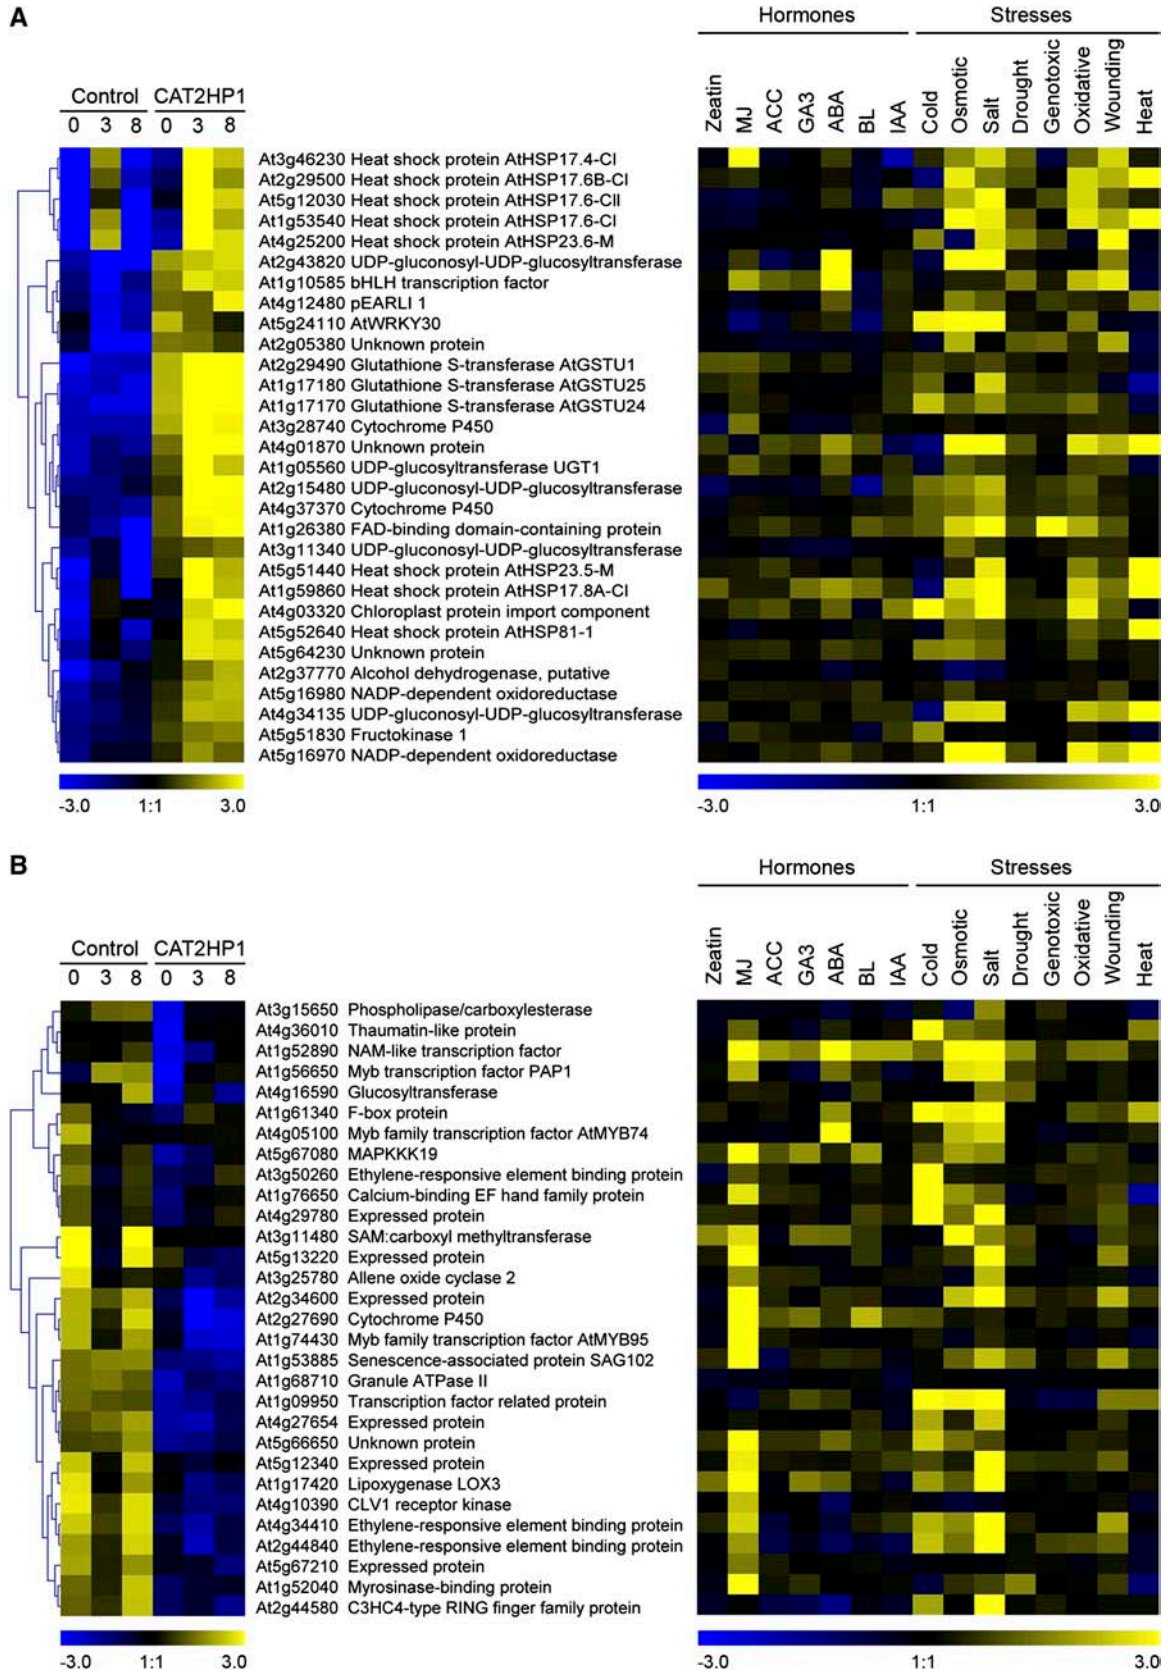 A
Hormones Stresses
Control CAT2HP1
0 3 8 0 3 8
Zeatin MJ ACC GA3 ABA BL IAA Cold Osmotic Salt Drought Genotoxic Oxidative Wounding Heat
At3g46230 Heat shock protein AtHSP17.4-CI
At2g29500 Heat shock protein AtHSP17.6B-CI
At5g12030 Heat shock protein AtHSP17.6-CII
At1g53540 Heat shock protein AtHSP17.6-CI
At4g25200 Heat shock protein AtHSP23.6-M
At2g43820 UDP-gluconosyl-UDP-glucosyltransferase
At1g10585 bHLH transcription factor
At4g12480 pEARLI 1
At5g24110 AtWRKY30
At2g05380 Unknown protein
At2g29490 Glutathione S-transferase AtGSTU1
At1g17180 Glutathione S-transferase AtGSTU25
At1g17170 Glutathione S-transferase AtGSTU24
At3g28740 Cytochrome P450
At4g01870 Unknown protein
At1g05560 UDP-glucosyltransferase UGT1
At2g15480 UDP-gluconosyl-UDP-glucosyltransferase
At4g37370 Cytochrome P450
At1g26380 FAD-binding domain-containing protein
At3g11340 UDP-gluconosyl-UDP-glucosyltransferase
At5g51440 Heat shock protein AtHSP23.5-M
At1g59860 Heat shock protein AtHSP17.8A-CI
At4g03320 Chloroplast protein import component
At5g52640 Heat shock protein AtHSP81-1
At5g64230 Unknown protein
At2g37770 Alcohol dehydrogenase, putative
At5g16980 NADP-dependent oxidoreductase
At4g34135 UDP-gluconosyl-UDP-glucosyltransferase
At5g51830 Fructokinase 1
At5g16970 NADP-dependent oxidoreductase
-3.0 1:1 3.0 -3.0 1:1 3.0
B
Hormones Stresses
Control CAT2HP1
0 3 8 0 3 8
Zeatin MJ ACC GA3 ABA BL IAA Cold Osmotic Salt Drought Genotoxic Oxidative Wounding Heat
At3g15650 Phospholipase/carboxylesterase
At4g36010 Thaumatin-like protein
At1g52890 NAM-like transcription factor
At1g56650 Myb transcription factor PAP1
At4g16590 Glucosyltransferase
At1g61340 F-box protein
At4g05100 Myb family transcription factor AtMYB74
At5g67080 MAPKKK19
At3g50260 Ethylene-responsive element binding protein
At1g76650 Calcium-binding EF hand family protein
At4g29780 Expressed protein
At3g11480 SAM:carboxyl methyltransferase
At5g13220 Expressed protein
At3g25780 Allene oxide cyclase 2
At2g34600 Expressed protein
At2g27690 Cytochrome P450
At1g74430 Myb family transcription factor AtMYB95
At1g53885 Senescence-associated protein SAG102
At1g68710 Granule ATPase II
At1g09950 Transcription factor related protein
At4g27654 Expressed protein
At5g66650 Unknown protein
At5g12340 Expressed protein
At1g17420 Lipoxygenase LOX3
At4g10390 CLV1 receptor kinase
At4g34410 Ethylene-responsive element binding protein
At2g44840 Ethylene-responsive element binding protein
At5g67210 Expressed protein
At1g52040 Myrosinase-binding protein
At2g44580 C3HC4-type RING finger family protein
-3.0 1:1 3.0 -3.0 1:1 3.0